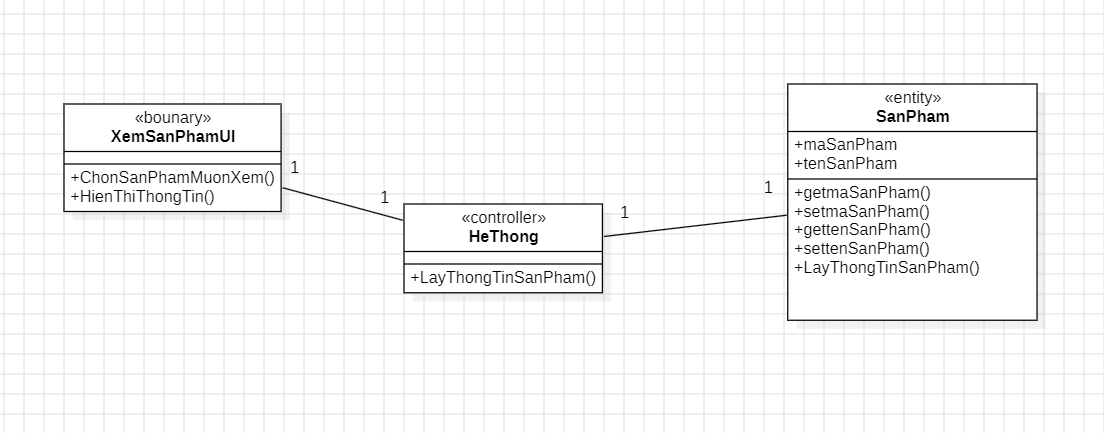 «bounary»
XemSanPhamUI
+ChonSanPhamMuonXem()
+HienThiThongTin()
1
1
«controller»
HeThong
+LayThongTinSanPham()
1
1
«entity»
SanPham
+maSanPham
+tenSanPham
+getmaSanPham()
+setmaSanPham()
+gettenSanPham()
+settenSanPham()
+LayThongTinSanPham()